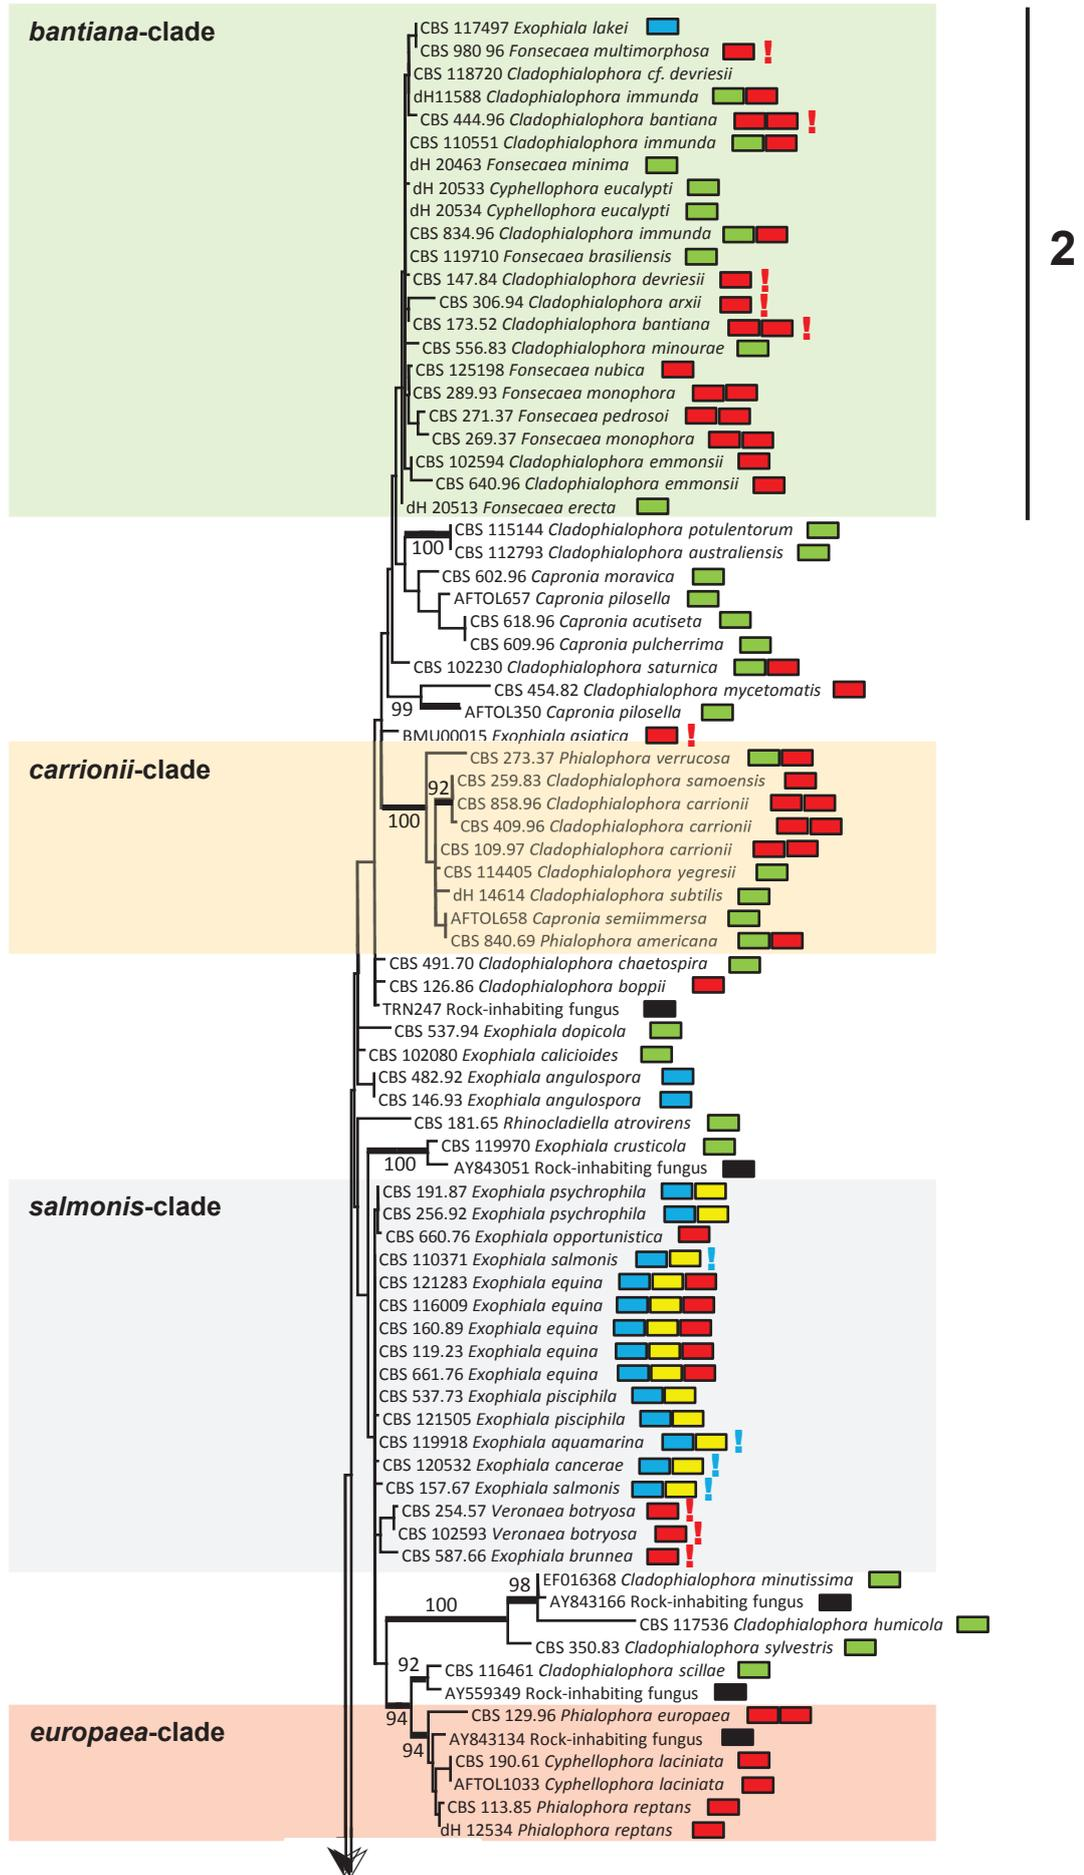 bantiana-clade
CBS 117497 Exophiala lakei
CBS 980 96 Fonsecaea multimorphosa !
CBS 118720 Cladophialophora cf. devriesii
dH11588 Cladophialophora immunda
CBS 444.96 Cladophialophora bantiana !
CBS 110551 Cladophialophora immunda
dH 20463 Fonsecaea minima
dH 20533 Cyphellophora eucalypti
dH 20534 Cyphellophora eucalypti
CBS 834.96 Cladophialophora immunda
2
CBS 119710 Fonsecaea brasiliensis
CBS 147.84 Cladophialophora devriesii !
CBS 306.94 Cladophialophora arxii !
CBS 173.52 Cladophialophora bantiana !
CBS 556.83 Cladophialophora minourae
CBS 125198 Fonsecaea nubica
CBS 289.93 Fonsecaea monophora
CBS 271.37 Fonsecaea pedrosoi
CBS 269.37 Fonsecaea monophora
CBS 102594 Cladophialophora emmonsii
CBS 640.96 Cladophialophora emmonsii
dH 20513 Fonsecaea erecta
CBS 115144 Cladophialophora potulentorum
100
CBS 112793 Cladophialophora australiensis
CBS 602.96 Capronia moravica
AFTOL657 Capronia pilosella
CBS 618.96 Capronia acutiseta
CBS 609.96 Capronia pulcherrima
CBS 102230 Cladophialophora saturnica
CBS 454.82 Cladophialophora mycetomatis
99
AFTOL350 Capronia pilosella
BMU00015 Exophiala asiatica !
carrionii-clade
CBS 273.37 Phialophora verrucosa
CBS 259.83 Cladophialophora samoensis
92
CBS 858.96 Cladophialophora carrionii
100
CBS 409.96 Cladophialophora carrionii
CBS 109.97 Cladophialophora carrionii
CBS 114405 Cladophialophora yegresii
dH 14614 Cladophialophora subtilis
AFTOL658 Capronia semiimmersa
CBS 840.69 Phialophora americana
CBS 491.70 Cladophialophora chaetospira
CBS 126.86 Cladophialophora boppii
TRN247 Rock-inhabiting fungus
CBS 537.94 Exophiala dopicola
CBS 102080 Exophiala calicioides
CBS 482.92 Exophiala angulospora
CBS 146.93 Exophiala angulospora
CBS 181.65 Rhinocladiella atrovirens
CBS 119970 Exophiala crusticola
100
AY843051 Rock-inhabiting fungus
salmonis-clade
CBS 191.87 Exophiala psychrophila
CBS 256.92 Exophiala psychrophila
CBS 660.76 Exophiala opportunistica
CBS 110371 Exophiala salmonis !
CBS 121283 Exophiala equina
CBS 116009 Exophiala equina
CBS 160.89 Exophiala equina
CBS 119.23 Exophiala equina
CBS 661.76 Exophiala equina
CBS 537.73 Exophiala pisciphila
CBS 121505 Exophiala pisciphila
CBS 119918 Exophiala aquamarina !
CBS 120532 Exophiala cancerae !
CBS 157.67 Exophiala salmonis !
CBS 254.57 Veronaea botryosa !
CBS 102593 Veronaea botryosa !
CBS 587.66 Exophiala brunnea !
EF016368 Cladophialophora minutissima
98
AY843166 Rock-inhabiting fungus
100
CBS 117536 Cladophialophora humicola
CBS 350.83 Cladophialophora sylvestris
92
CBS 116461 Cladophialophora scillae
AY559349 Rock-inhabiting fungus
94
europaea-clade
CBS 129.96 Phialophora europaea
AY843134 Rock-inhabiting fungus
94
CBS 190.61 Cyphellophora laciniata
AFTOL1033 Cyphellophora laciniata
CBS 113.85 Phialophora reptans
dH 12534 Phialophora reptans